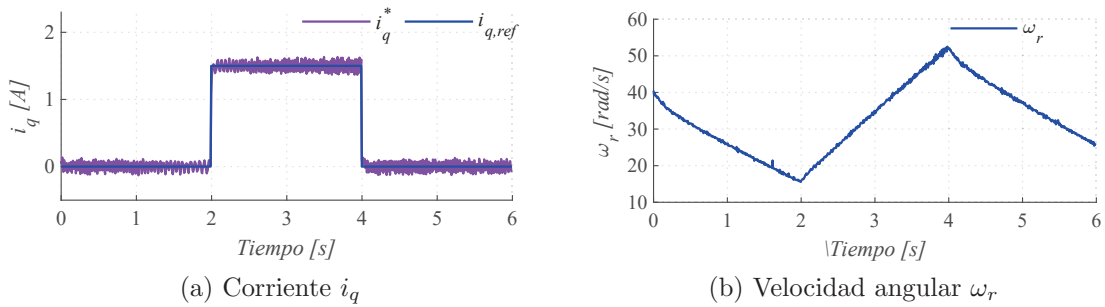 i_q^* i_{q,ref}
2
1
0
i_q [A]
0 1 2 3 4 5 6
Tiempo [s]
(a) Corriente i_q
ω_r
60
50
40
30
20
10
ω_r [rad/s]
0 1 2 3 4 5 6
\Tiempo [s]
(b) Velocidad angular ω_r